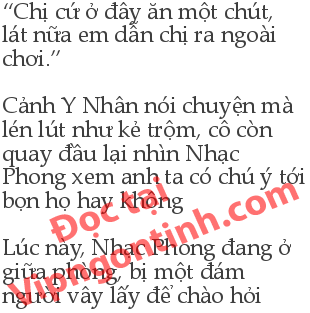 “Chị cứ ở đây ăn một chút,
lát nữa em dẫn chị ra ngoài
chơi.”
Cảnh Y Nhân nói chuyện mà
lén lút như kẻ trộm, cô còn
quay đầu lại nhìn Nhạc
Phong xem anh ta có chú ý tới
bọn họ hay không
Lúc này, Nhạc Phong đang ở
giữa phòng, bị một đám
người vây lấy để chào hỏi
Đọc tại
Vipngontinh.com